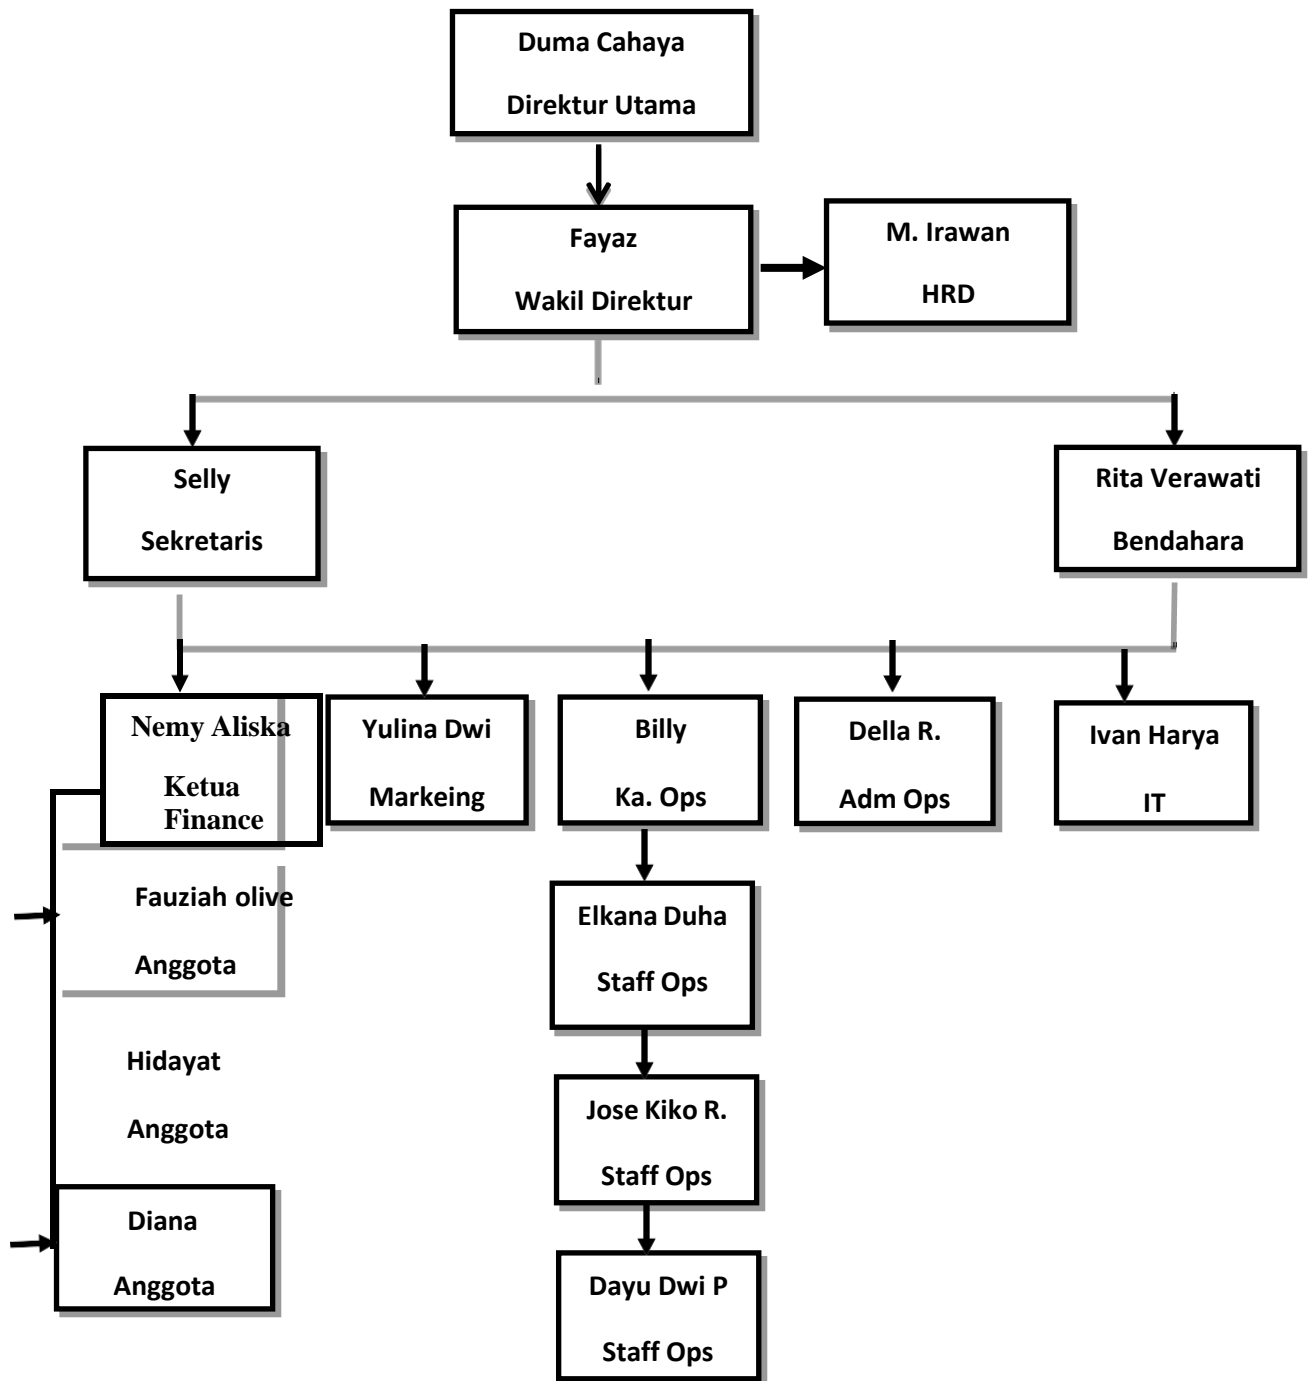 Duma Cahaya
Direktur Utama
Fayaz
Wakil Direktur
M. Irawan
HRD
Selly
Sekretaris
Rita Verawati
Bendahara
Nemy Aliska
Ketua
Finance
Yulina Dwi
Markeing
Billy
Ka. Ops
Della R.
Adm Ops
Ivan Harya
IT
Fauziah olive
Anggota
Hidayat
Anggota
Diana
Anggota
Elkana Duha
Staff Ops
Jose Kiko R.
Staff Ops
Dayu Dwi P
Staff Ops